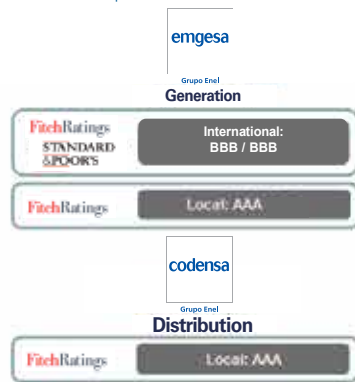 emgesa
Grupo Enel
Generation
FitchRatings
STANDARD
&POOR'S
International:
BBB / BBB
FitchRatings
Local: AAA
codensa
Grupo Enel
Distribution
FitchRatings
Local: AAA